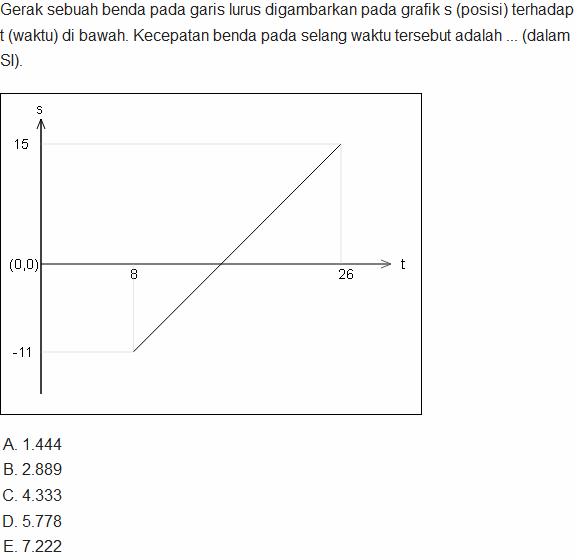 Gerak sebuah benda pada garis lurus digambarkan pada grafik s (posisi) terhadap
t (waktu) di bawah. Kecepatan benda pada selang waktu tersebut adalah ... (dalam
SI).
s
15
(0,0)
t
8
26
-11
A. 1.444
B. 2.889
C. 4.333
D. 5.778
E. 7.222